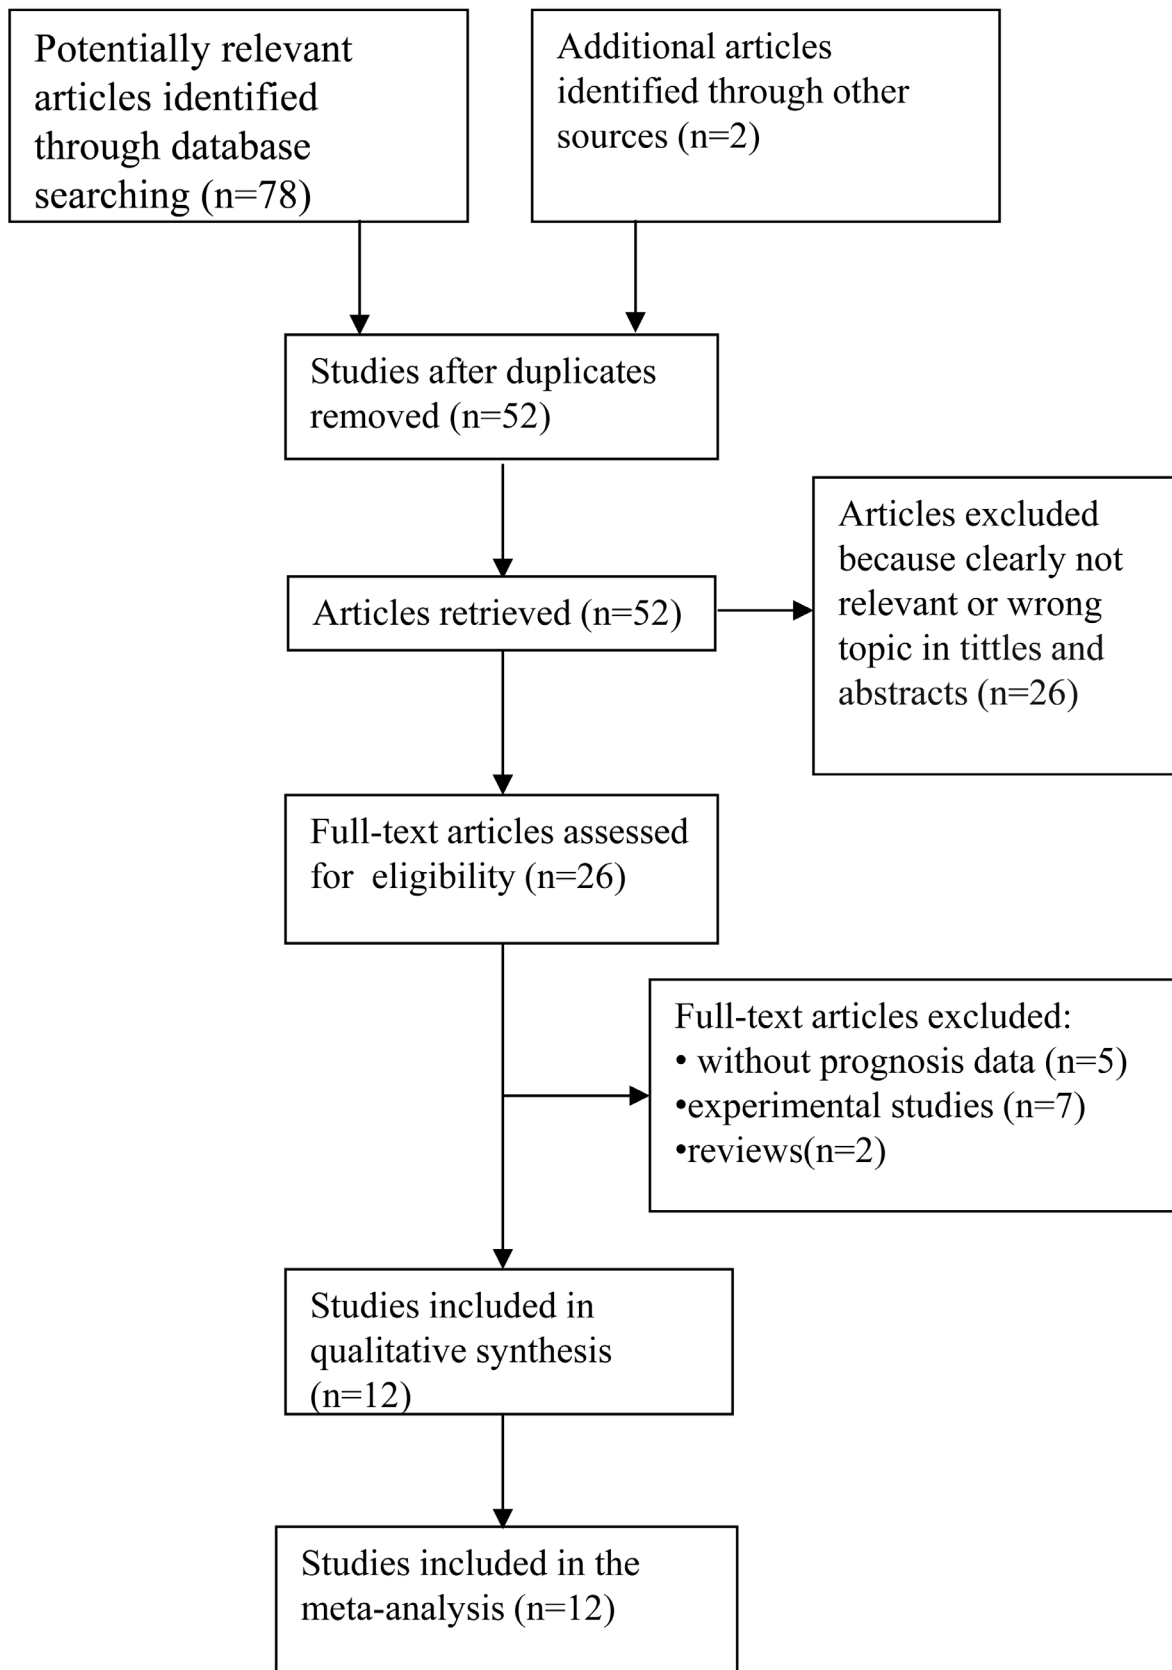 Potentially relevant
articles identified
through database
searching (n=78)
Additional articles
identified through other
sources (n=2)
Studies after duplicates
removed (n=52)
Articles retrieved (n=52)
Articles excluded
because clearly not
relevant or wrong
topic in tittles and
abstracts (n=26)
Full-text articles assessed
for eligibility (n=26)
Full-text articles excluded:
• without prognosis data (n=5)
•experimental studies (n=7)
•reviews(n=2)
Studies included in
qualitative synthesis
(n=12)
Studies included in the
meta-analysis (n=12)